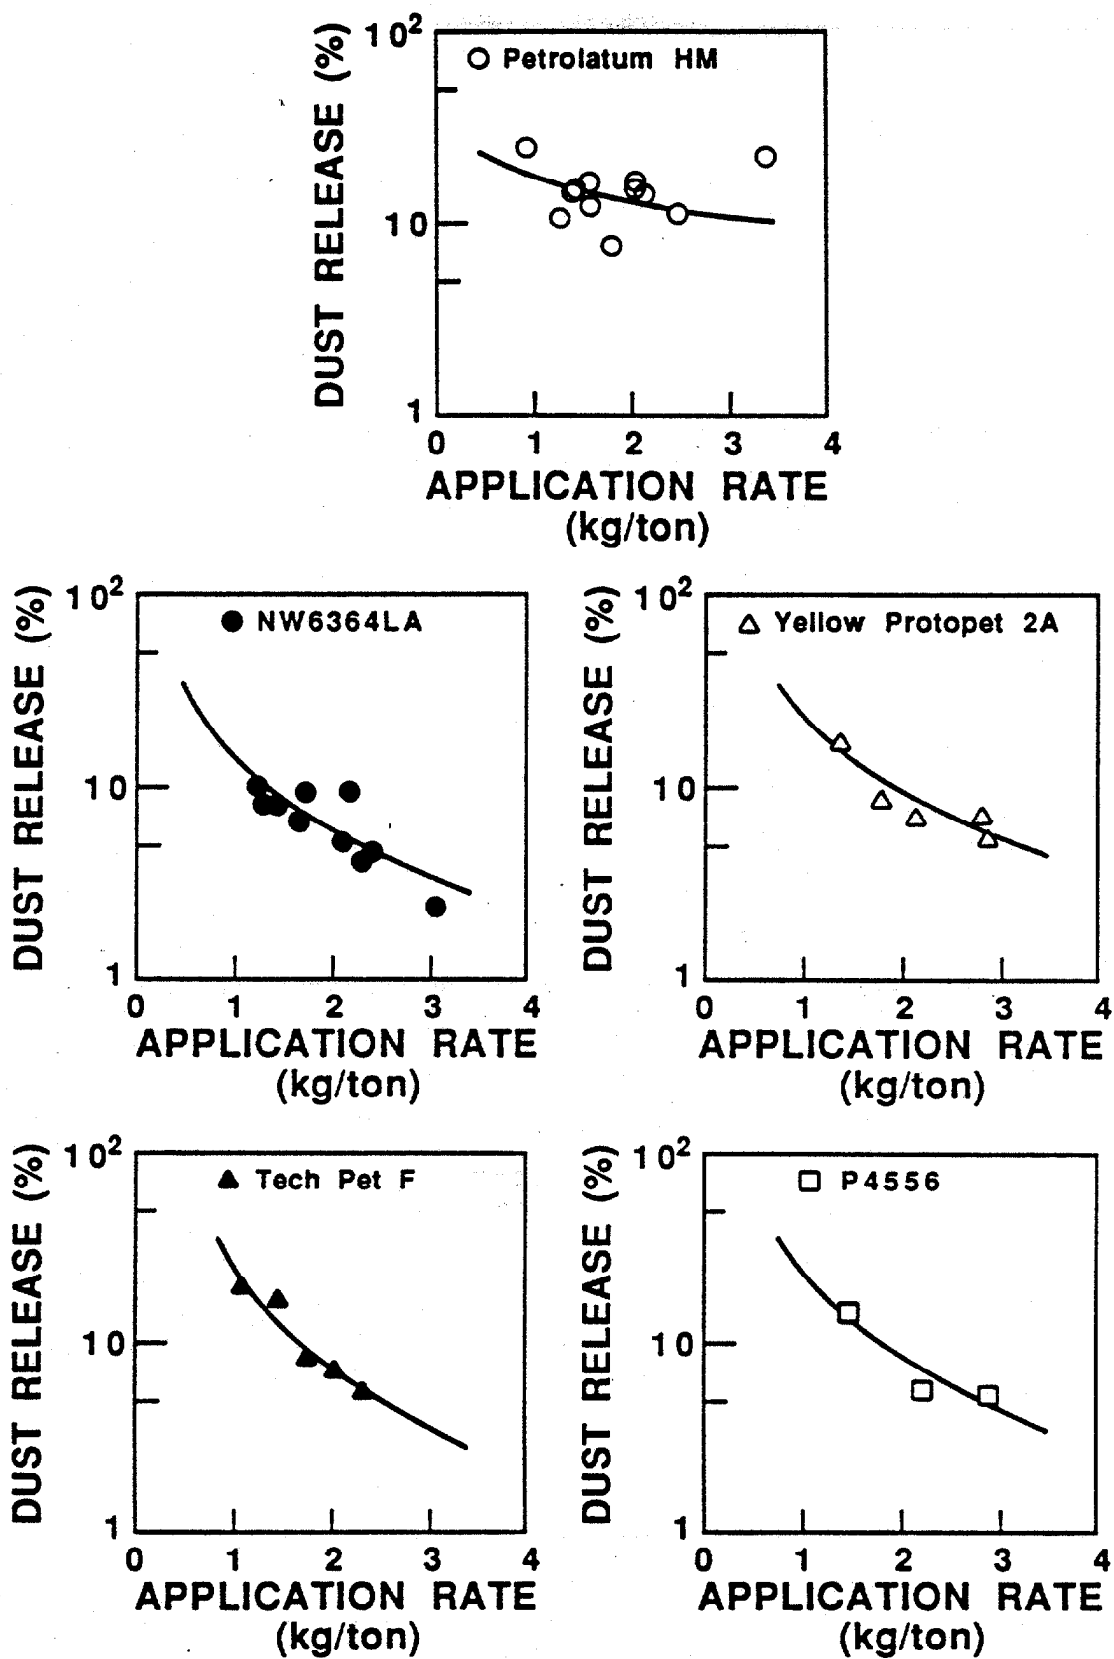 DUST RELEASE (%)
10²
10
1
○ Petrolatum HM
0 1 2 3 4
APPLICATION RATE
(kg/ton)
DUST RELEASE (%)
10²
10
1
● NW6364LA
0 1 2 3 4
APPLICATION RATE
(kg/ton)
DUST RELEASE (%)
10²
10
1
△ Yellow Protopet 2A
0 1 2 3 4
APPLICATION RATE
(kg/ton)
DUST RELEASE (%)
10²
10
1
▲ Tech Pet F
0 1 2 3 4
APPLICATION RATE
(kg/ton)
DUST RELEASE (%)
10²
10
1
□ P4556
0 1 2 3 4
APPLICATION RATE
(kg/ton)